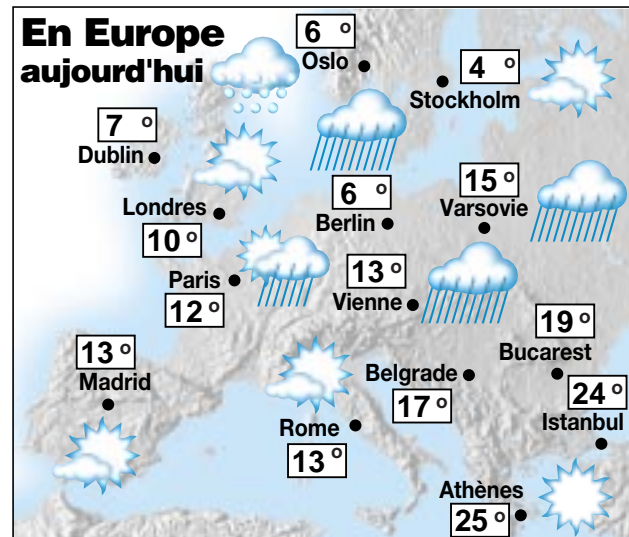 En Europe
aujourd'hui
6 °
Oslo
4 °
Stockholm
7 °
Dublin
Londres
10 °
6 °
Berlin
15 °
Varsovie
Paris
12 °
13 °
Vienne
19 °
Bucarest
13 °
Madrid
Belgrade
17 °
24 °
Istanbul
Rome
13 °
Athènes
25 °